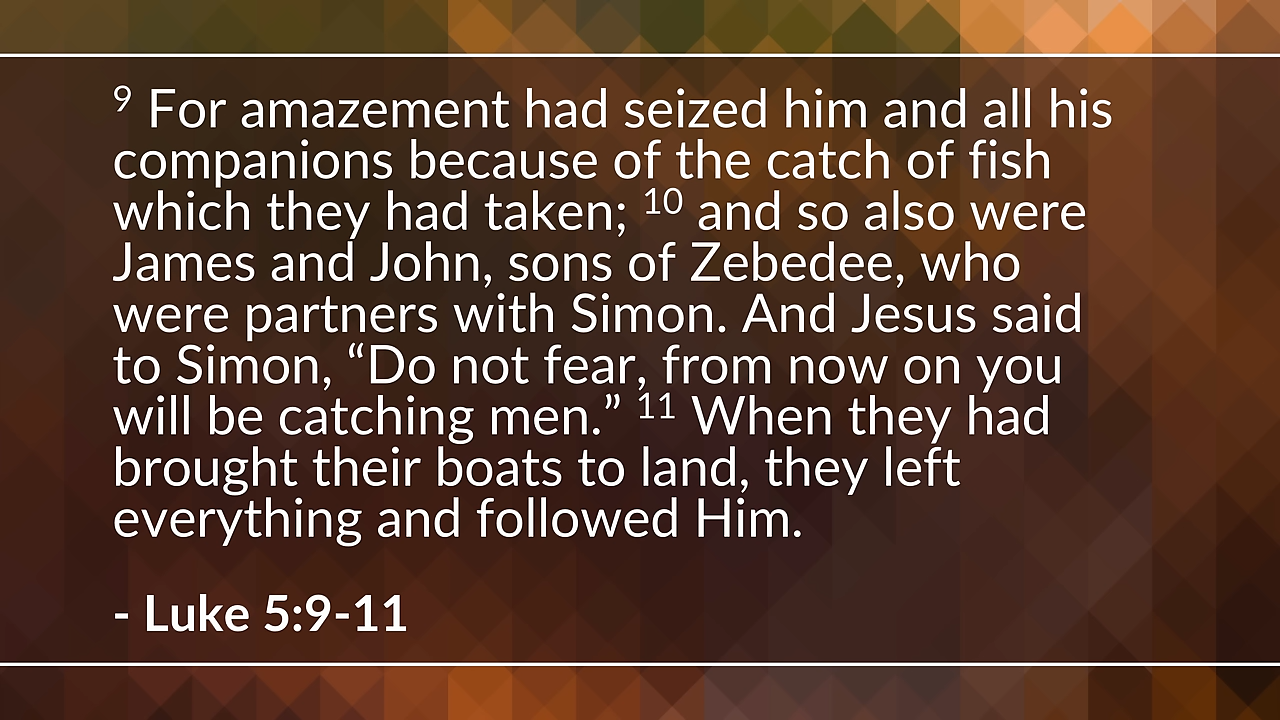 9 For amazement had seized him and all his
companions because of the catch of fish
which they had taken; 10 and so also were
James and John, sons of Zebedee, who
were partners with Simon. And Jesus said
to Simon, “Do not fear, from now on you
will be catching men.” 11 When they had
brought their boats to land, they left
everything and followed Him.
- Luke 5:9-11